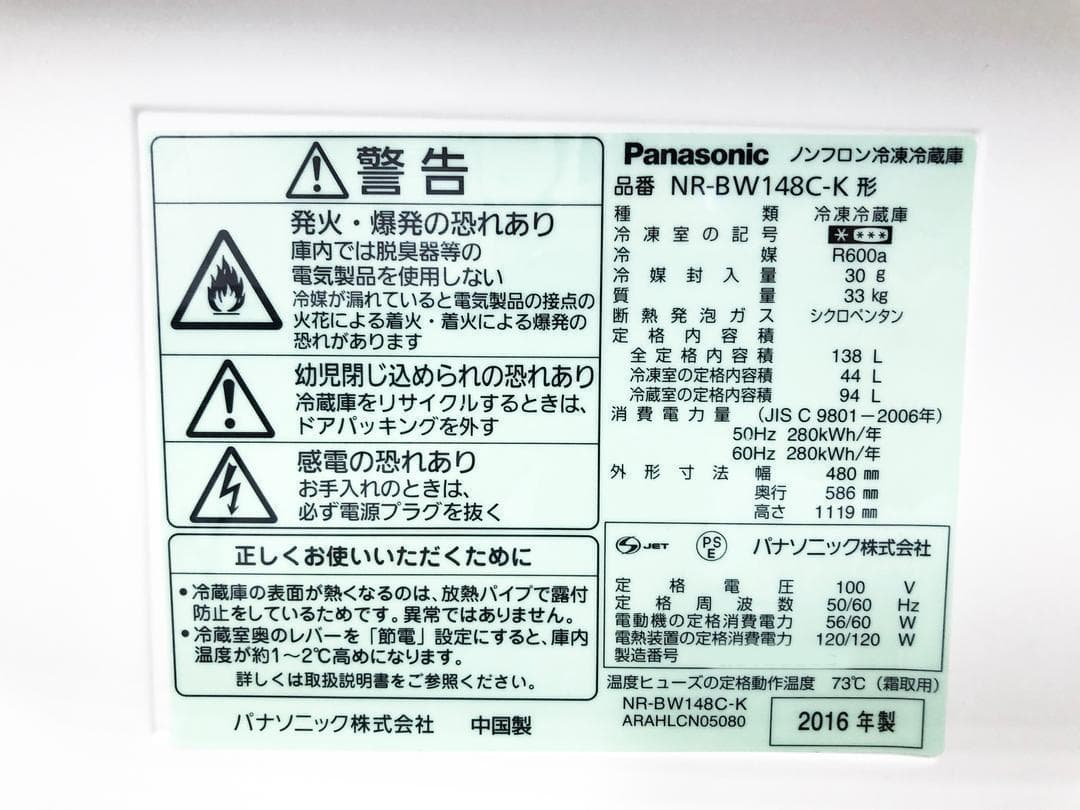 警告
発火・爆発の恐れあり
庫内では脱臭器等の
電気製品を使用しない
冷媒が漏れていると電気製品の接点の
火花による着火・着火による爆発の
恐れがあります
幼児閉じ込められの恐れあり
冷蔵庫をリサイクルするときは、
ドアパッキングを外す
感電の恐れあり
お手入れのときは、
必ず電源プラグを抜く
正しくお使いいただくために
•冷蔵庫の表面が熱くなるのは、放熱パイプで露付
防止をしているためです。異常ではありません。
•冷蔵室奥のレバーを「節電」設定にすると、庫内
温度が約1〜2℃高めになります。
詳しくは取扱説明書をご参照ください。
パナソニック株式会社 中国製
Panasonic ノンフロン冷凍冷蔵庫
品番 NR-BW148C-K 形
種類 冷凍冷蔵庫
冷凍室の記号 * ***
冷媒 R600a
冷媒封入量 30 g
質量 33 kg
断熱発泡ガス シクロペンタン
定格内容積
全定格内容積 138 L
冷凍室の定格内容積 44 L
冷蔵室の定格内容積 94 L
消費電力量 (JIS C 9801-2006年)
50Hz 280kWh/年
60Hz 280kWh/年
外形寸法 幅 480 mm
奥行 586 mm
高さ 1119 mm
S JET PSE パナソニック株式会社
定格電圧 100 V
定格周波数 50/60 Hz
電動機の定格消費電力 56/60 W
電熱装置の定格消費電力 120/120 W
製造番号
温度ヒューズの定格動作温度 73℃ (霜取用)
NR-BW148C-K
ARAHLCN05080
2016 年製